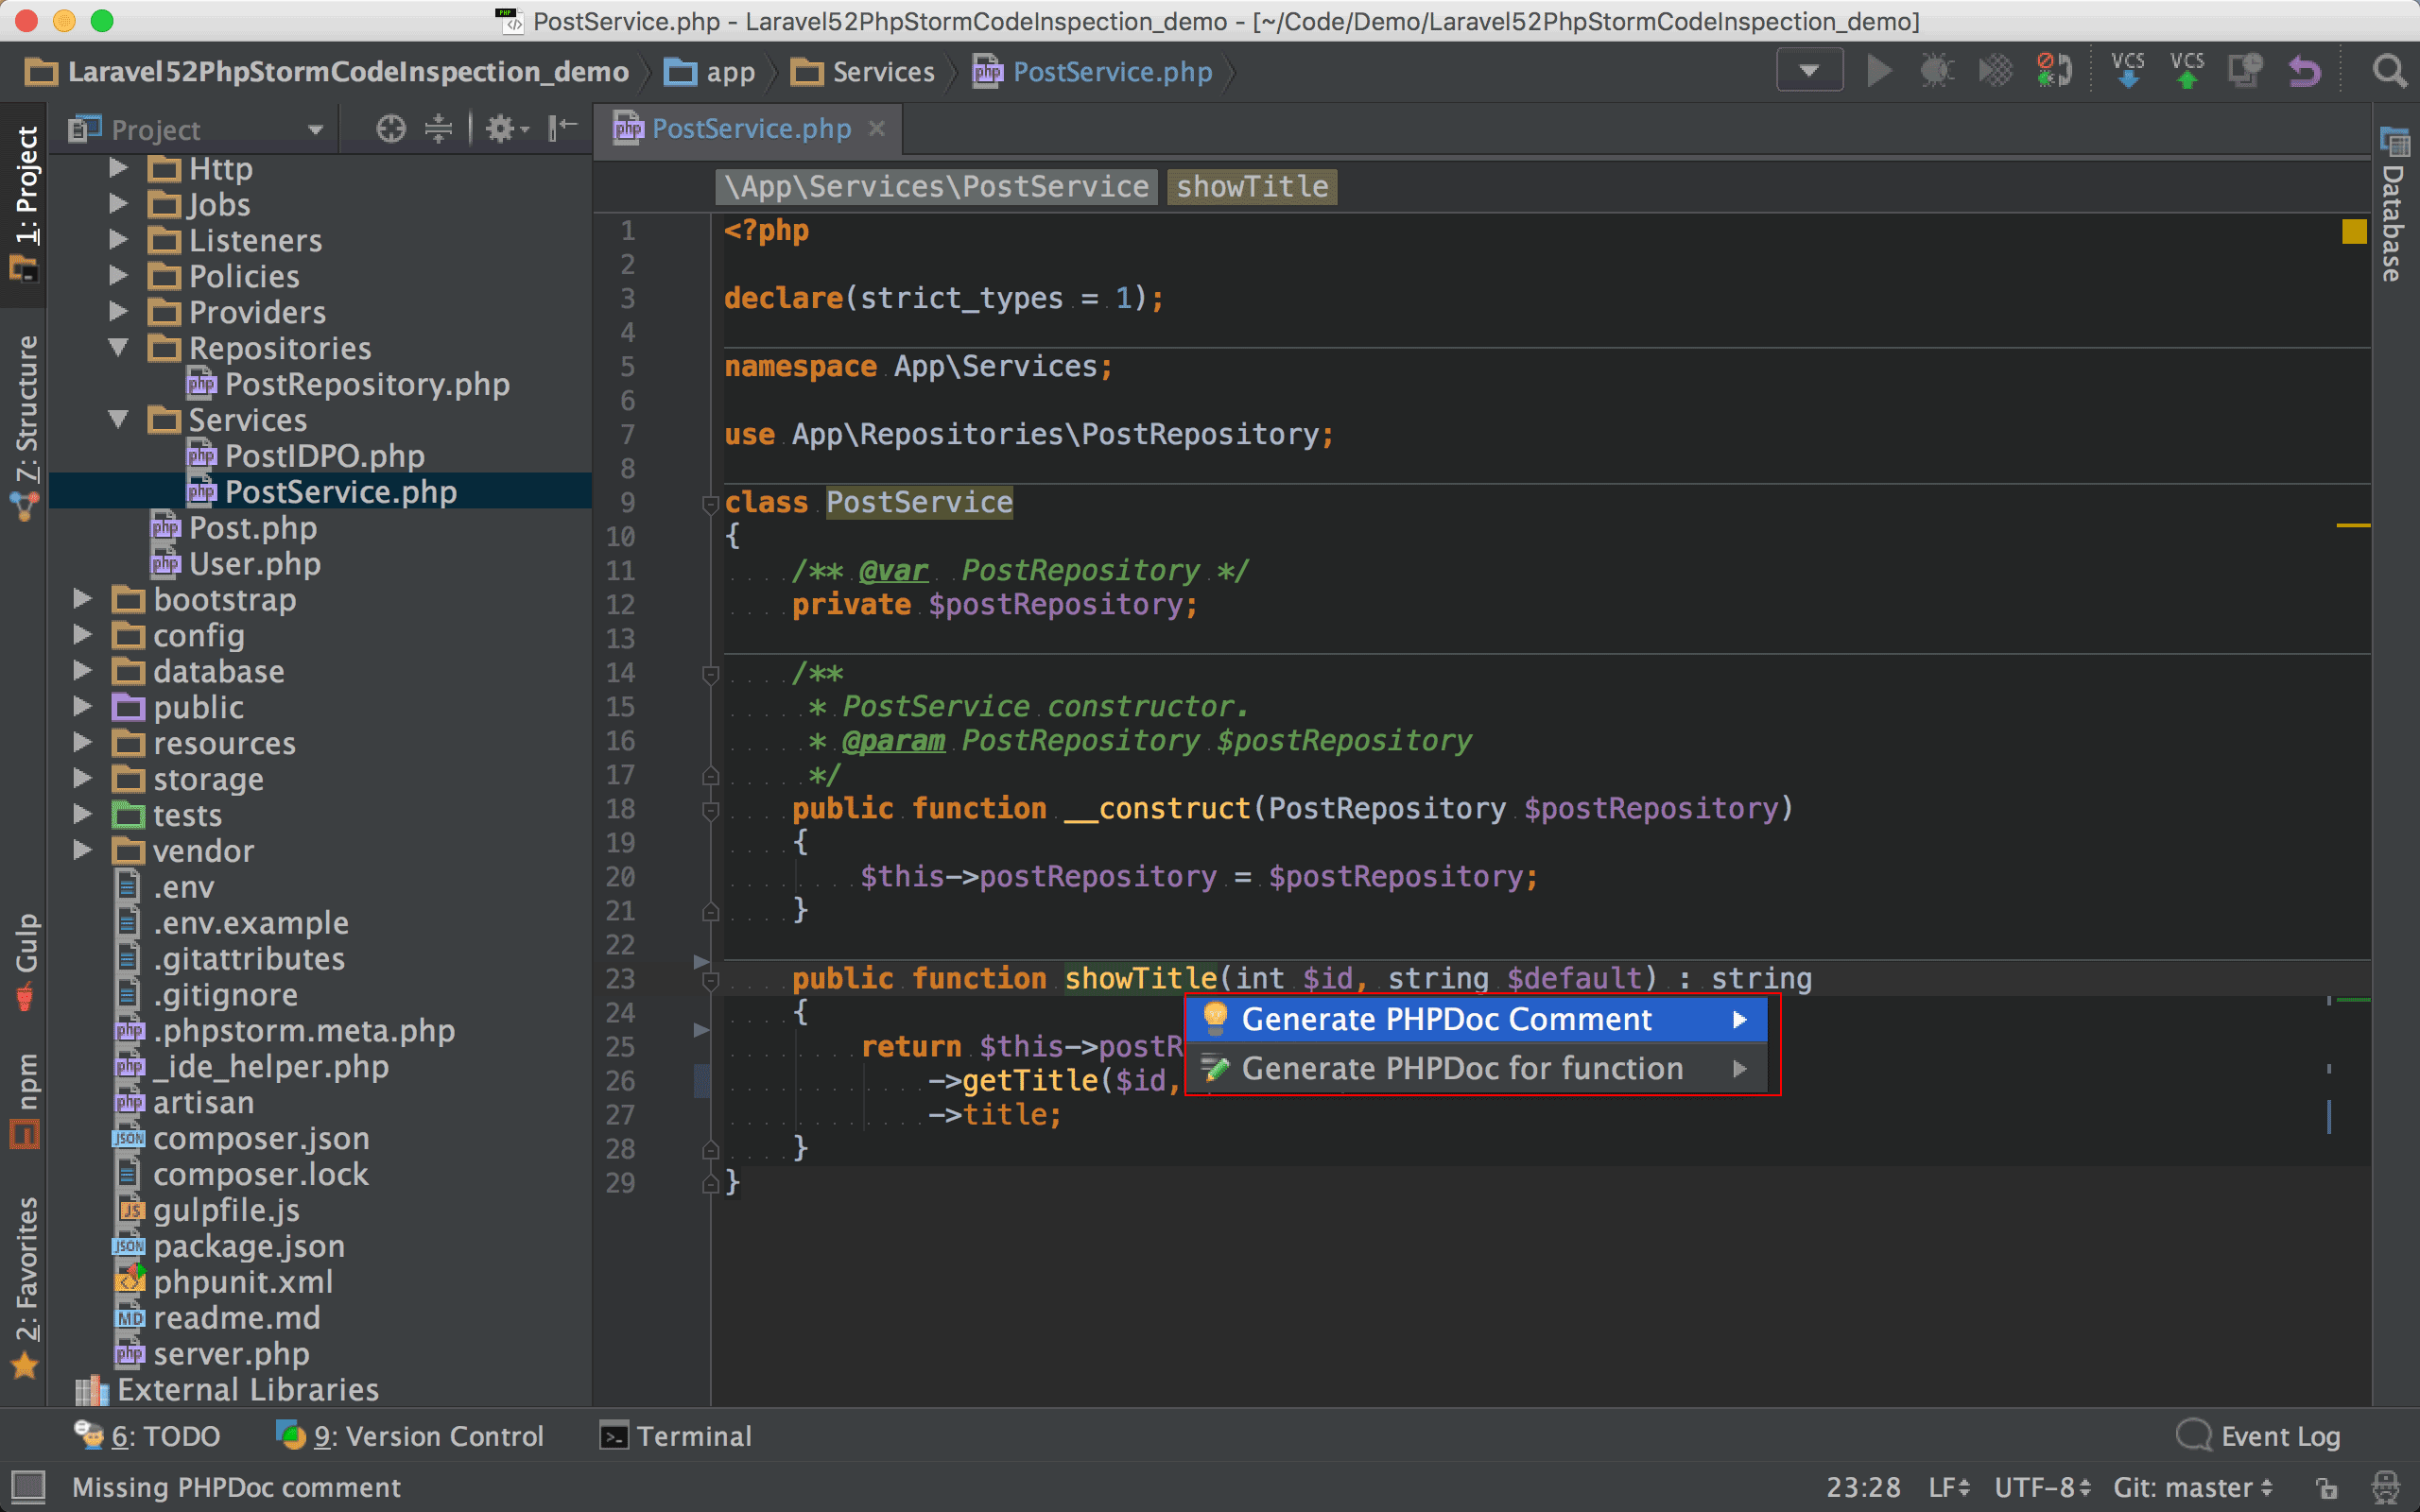 PostService.php - Laravel52PhpStormCodeInspection_demo - [~/Code/Demo/Laravel52PhpStormCodeInspection_demo]
Laravel52PhpStormCodeInspection_demo app Services PostService.php VCS VCS
1: Project
Z: Structure
Gulp
npm
2: Favorites
Project
Http
Jobs
Listeners
Policies
Providers
Repositories
PostRepository.php
Services
PostIDPO.php
PostService.php
Post.php
User.php
bootstrap
config
database
public
resources
storage
tests
vendor
.env
.env.example
.gitattributes
.gitignore
.phpstorm.meta.php
_ide_helper.php
artisan
composer.json
composer.lock
gulpfile.js
package.json
phpunit.xml
readme.md
server.php
External Libraries
PostService.php
\App\Services\PostService showTitle
1 <?php
2
3 declare(strict_types = 1);
4
5 namespace App\Services;
6
7 use App\Repositories\PostRepository;
8
9 class PostService
10 {
11 /** @var PostRepository */
12 private $postRepository;
13
14 /**
15 * PostService constructor.
16 * @param PostRepository $postRepository
17 */
18 public function __construct(PostRepository $postRepository)
19 {
20 $this->postRepository = $postRepository;
21 }
22
23 public function showTitle(int $id, string $default) : string
24 {
25 return $this->postR
26 ->getTitle($id,
27 ->title;
28 }
29 }
Generate PHPDoc Comment
Generate PHPDoc for function
Database
6: TODO 9: Version Control Terminal Event Log
Missing PHPDoc comment 23:28 LF UTF-8 Git: master